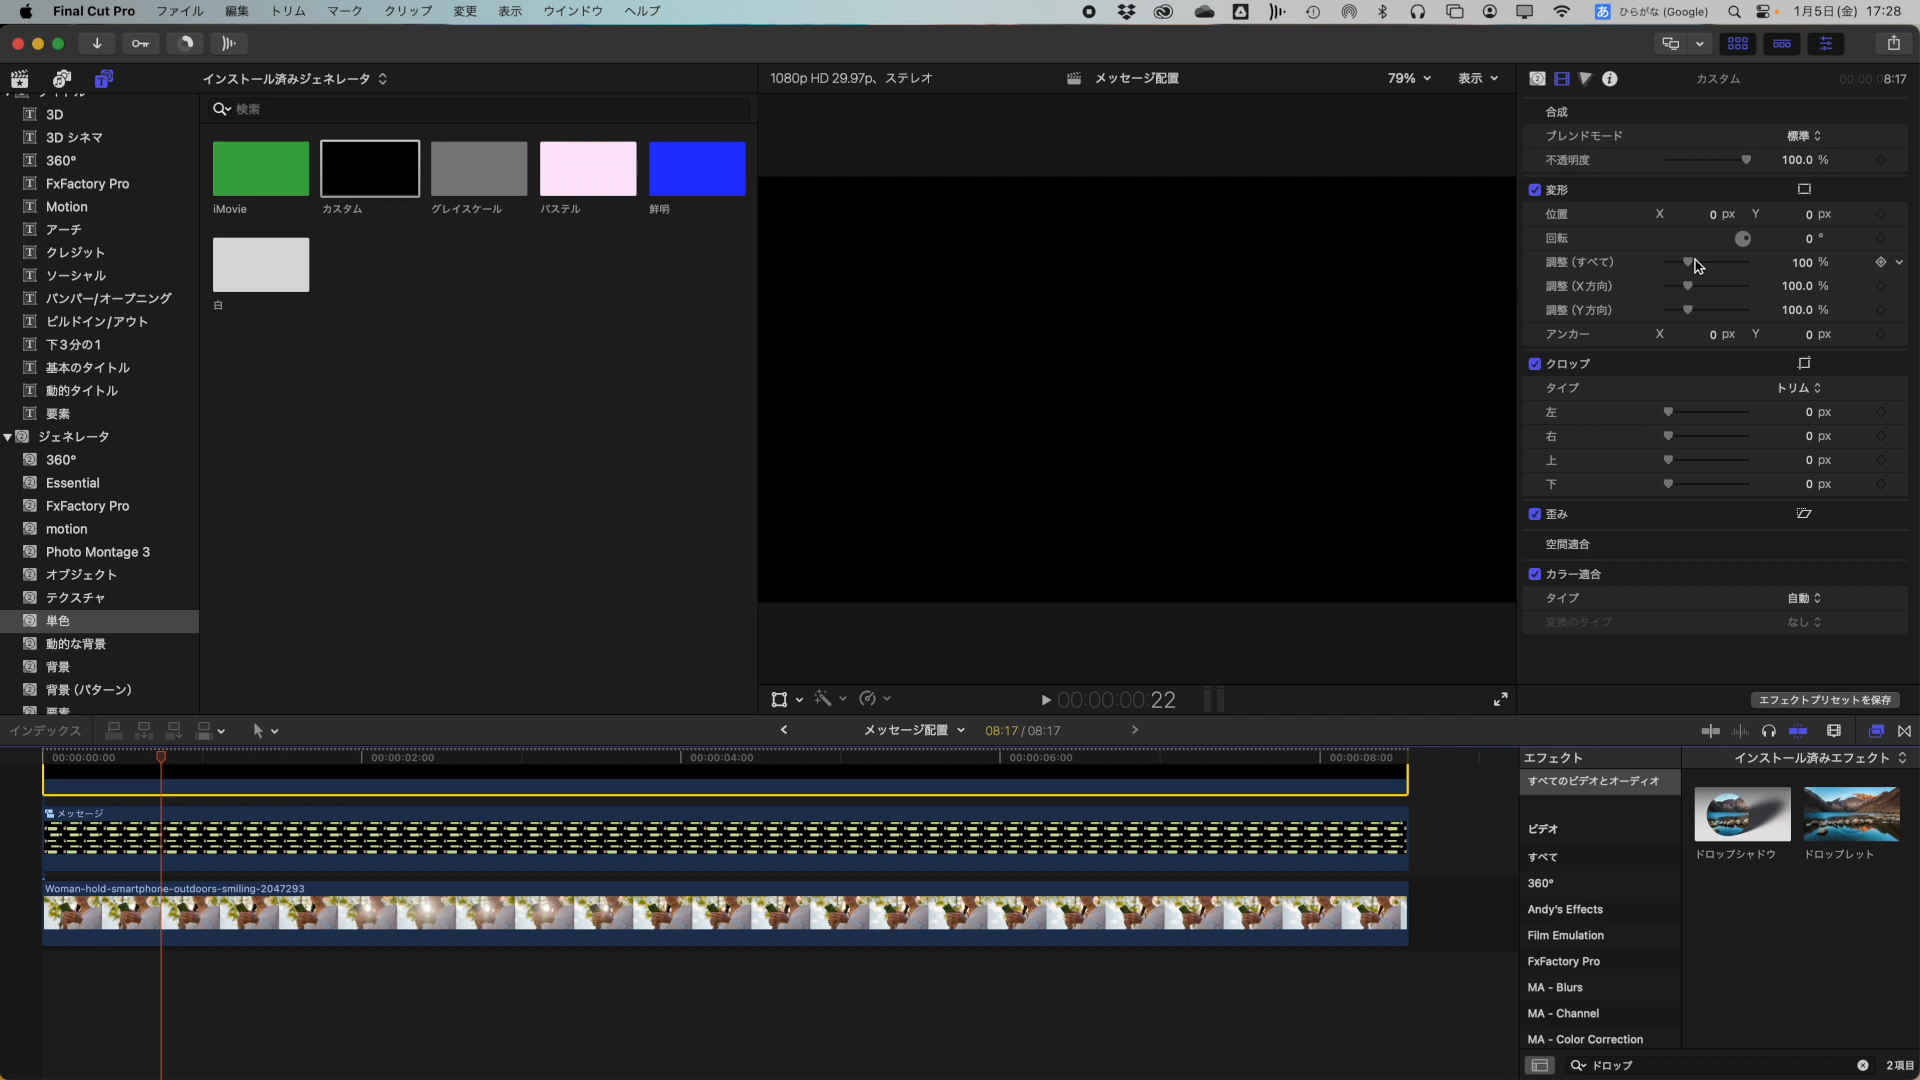 Final Cut Pro ファイル 編集 トリム マーク クリップ 変更 表示 ウインドウ ヘルプ
あ ひらがな (Google) 1月5日(金) 17:28
インストール済みジェネレータ
1080p HD 29.97p、ステレオ
メッセージ配置
79%
表示
カスタム
00:00:08:17
検索
3D
3D シネマ
360°
FxFactory Pro
Motion
アーチ
クレジット
ソーシャル
バンパー/オープニング
ビルドイン/アウト
下3分の1
基本のタイトル
動的タイトル
要素
ジェネレータ
360°
Essential
FxFactory Pro
motion
Photo Montage 3
オブジェクト
テクスチャ
単色
動的な背景
背景
背景 (パターン)
iMovie
カスタム
グレイスケール
パステル
鮮明
白
合成
ブレンドモード 標準
不透明度 100.0 %
変形
位置 X 0 px Y 0 px
回転 0 °
調整 (すべて) 100 %
調整 (X方向) 100.0 %
調整 (Y方向) 100.0 %
アンカー X 0 px Y 0 px
クロップ
タイプ トリム
左 0 px
右 0 px
上 0 px
下 0 px
歪み
空間適合
カラー適合
タイプ 自動
変換のタイプ なし
エフェクトプリセットを保存
00:00:00:22
インデックス
メッセージ配置
08:17 / 08:17
00:00:00:00
00:00:02:00
00:00:04:00
00:00:06:00
00:00:08:00
メッセージ
Woman-hold-smartphone-outdoors-smiling-2047293
エフェクト
インストール済みエフェクト
すべてのビデオとオーディオ
ビデオ
すべて
360°
Andy's Effects
Film Emulation
FxFactory Pro
MA - Blurs
MA - Channel
MA - Color Correction
ドロップシャドウ
ドロップレット
ドロップ
2項目